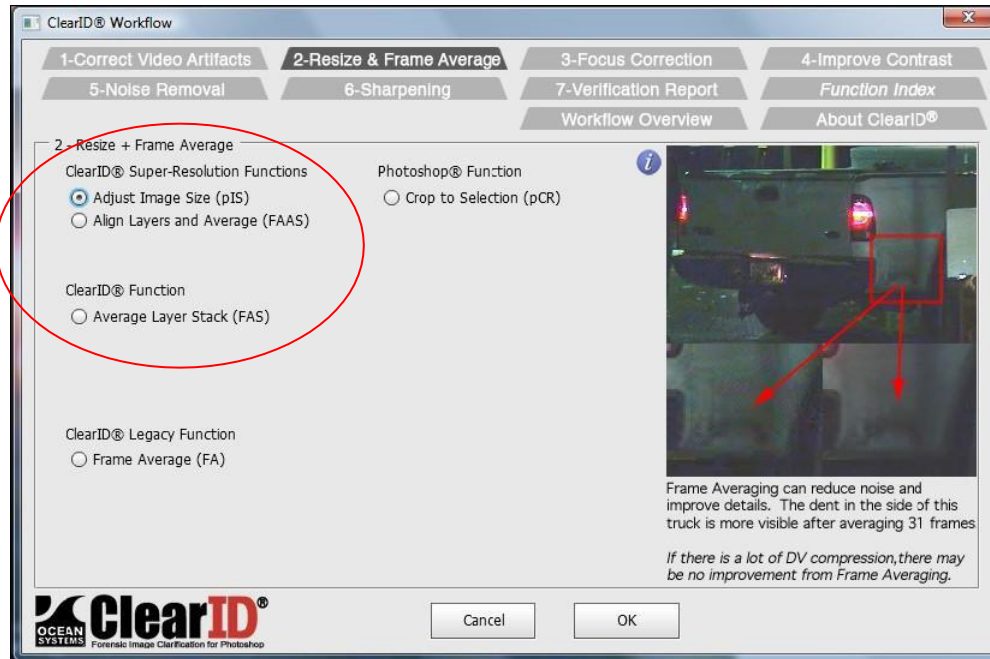 ClearID® Workflow
1-Correct Video Artifacts
2-Resize & Frame Average
3-Focus Correction
4-Improve Contrast
5-Noise Removal
6-Sharpening
7-Verification Report
Function Index
Workflow Overview
About ClearID®
2 - Resize + Frame Average
ClearID® Super-Resolution Functions
Adjust Image Size (pIS)
Align Layers and Average (FAAS)
Photoshop® Function
Crop to Selection (pCR)
ClearID® Function
Average Layer Stack (FAS)
ClearID® Legacy Function
Frame Average (FA)
Frame Averaging can reduce noise and
improve details. The dent in the side of this
truck is more visible after averaging 31 frames
If there is a lot of DV compression,there may
be no improvement from Frame Averaging.
OCEAN
SYSTEMS
ClearID®
Forensic Image Clarification for Photoshop
Cancel
OK